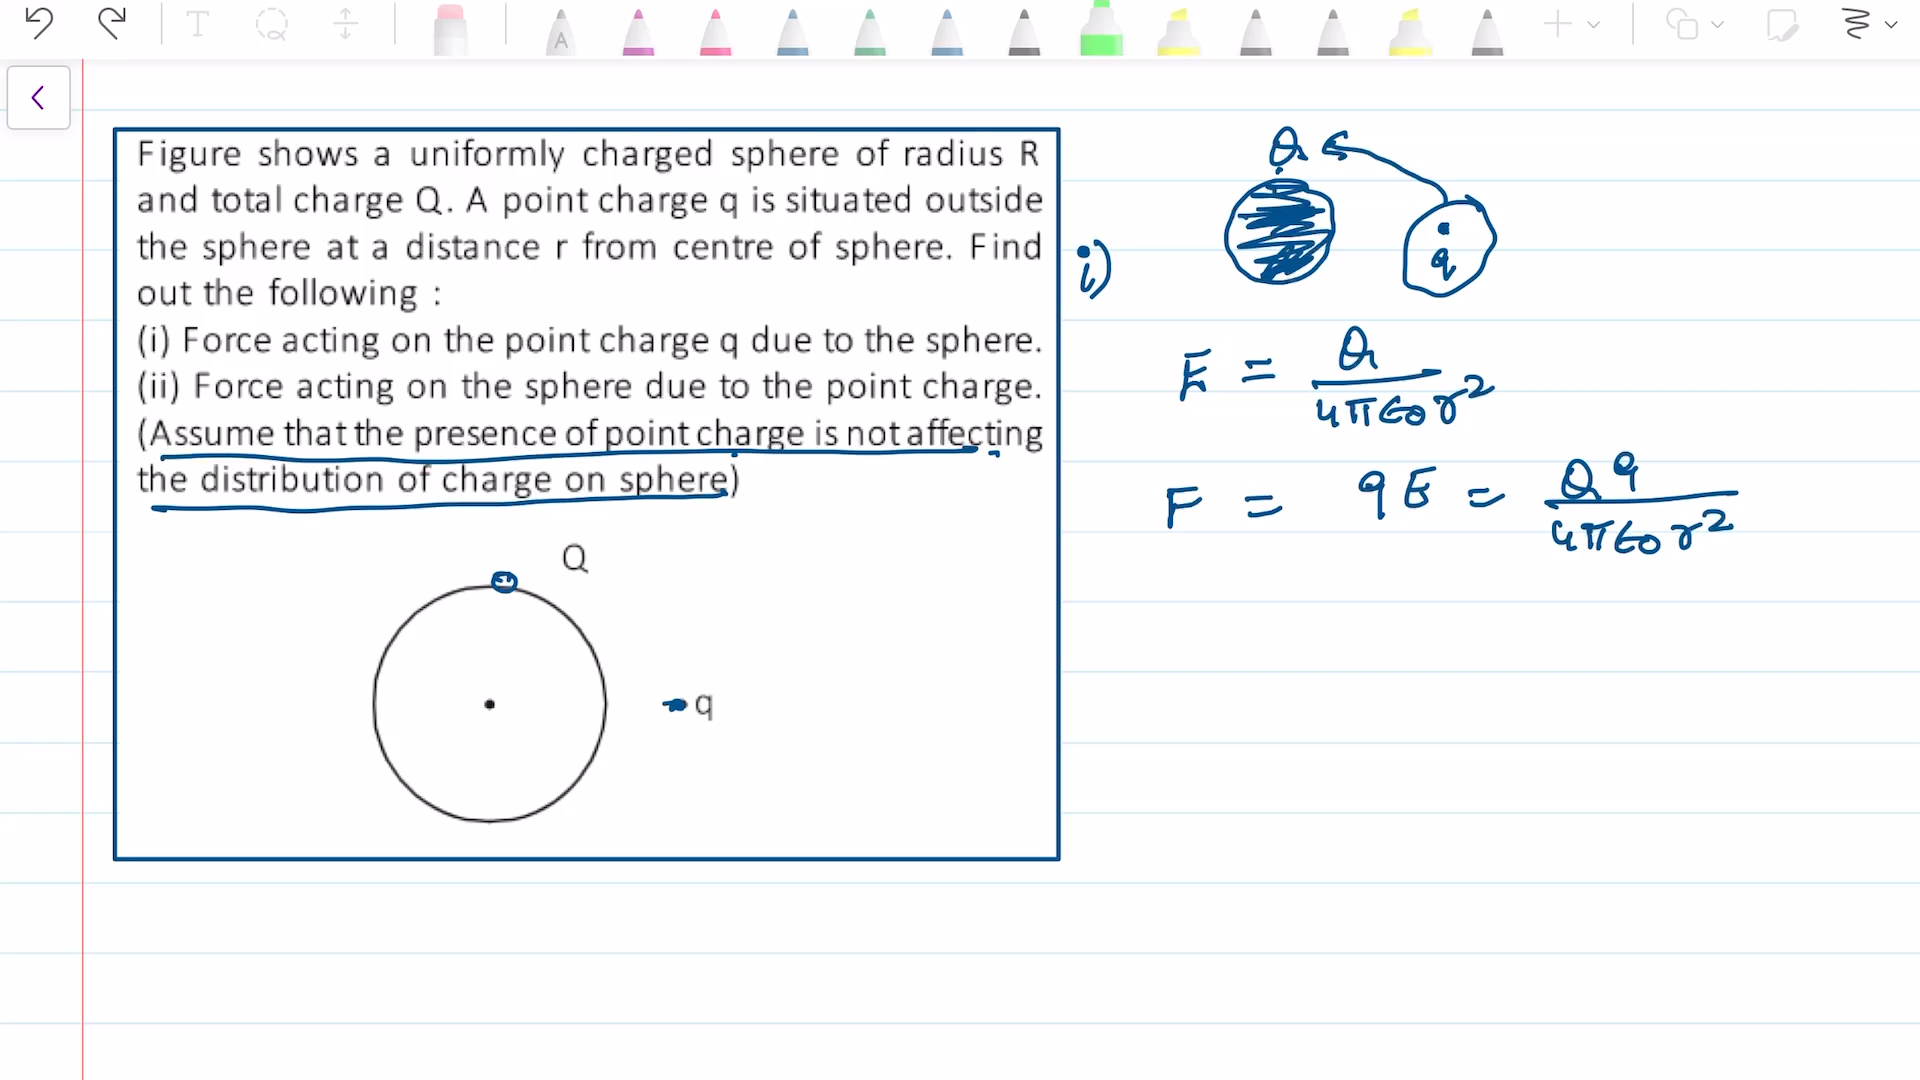 Figure shows a uniformly charged sphere of radius R
and total charge Q. A point charge q is situated outside
the sphere at a distance r from centre of sphere. Find
out the following :
(i) Force acting on the point charge q due to the sphere.
(ii) Force acting on the sphere due to the point charge.
(Assume that the presence of point charge is not affecting
the distribution of charge on sphere)
Q
q
i)
Q
q
E = Q / 4πϵ0r²
F = qE = Qq / 4πϵ0r²
T
A